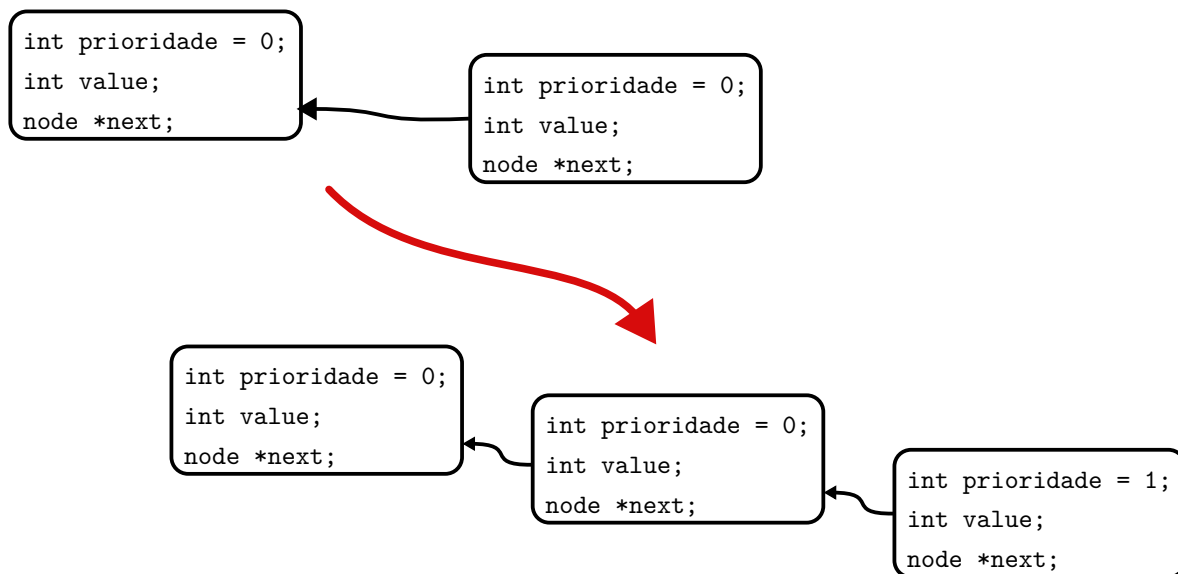 int prioridade = 0;
int value;
node *next;
int prioridade = 0;
int value;
node *next;
int prioridade = 0;
int value;
node *next;
int prioridade = 0;
int value;
node *next;
int prioridade = 1;
int value;
node *next;